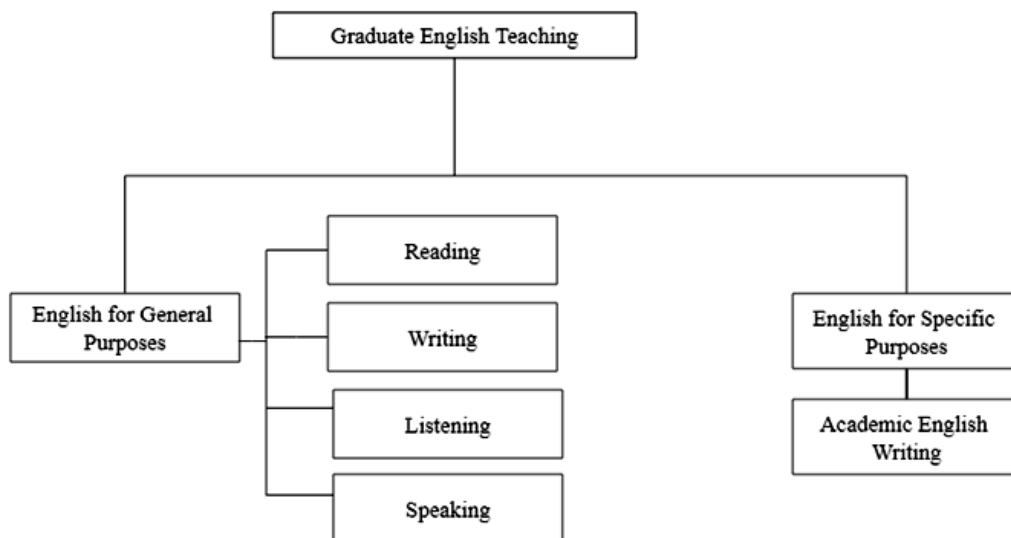 Graduate English Teaching
English for General
Purposes
Reading
Writing
Listening
Speaking
English for Specific
Purposes
Academic English
Writing